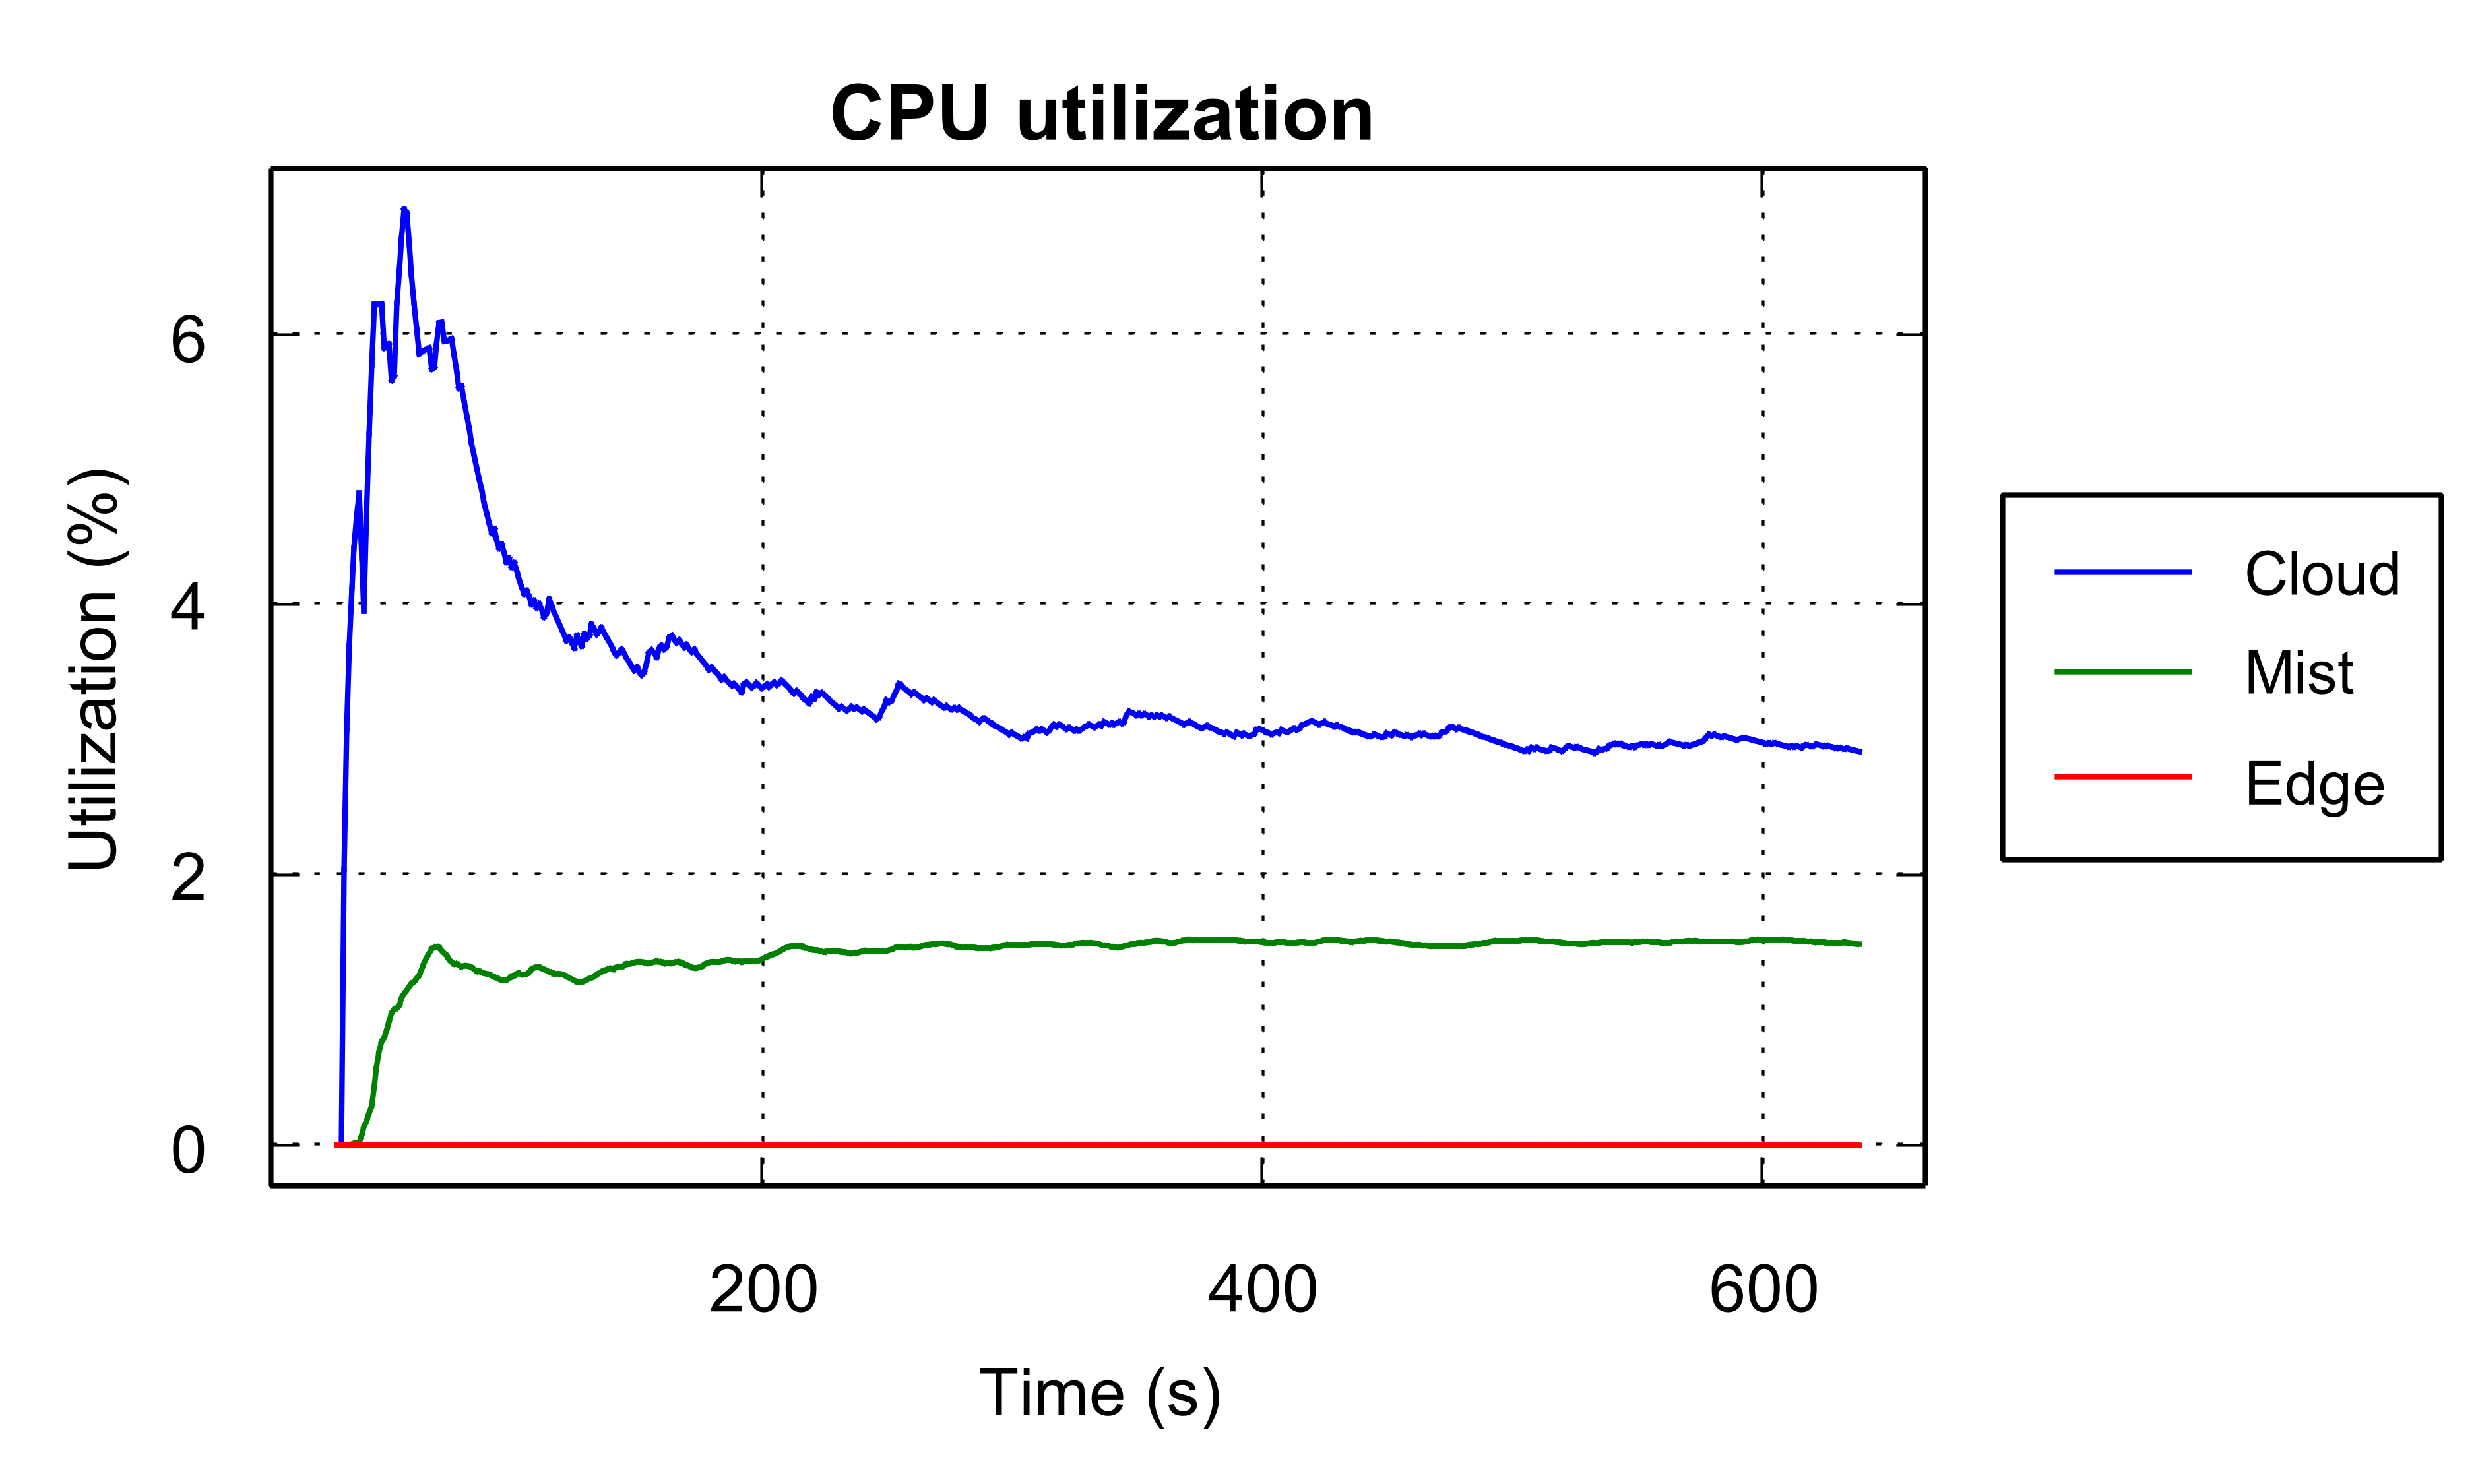 CPU utilization
Utilization (%)
6
4
2
0
200 400 600
Time (s)
Cloud
Mist
Edge